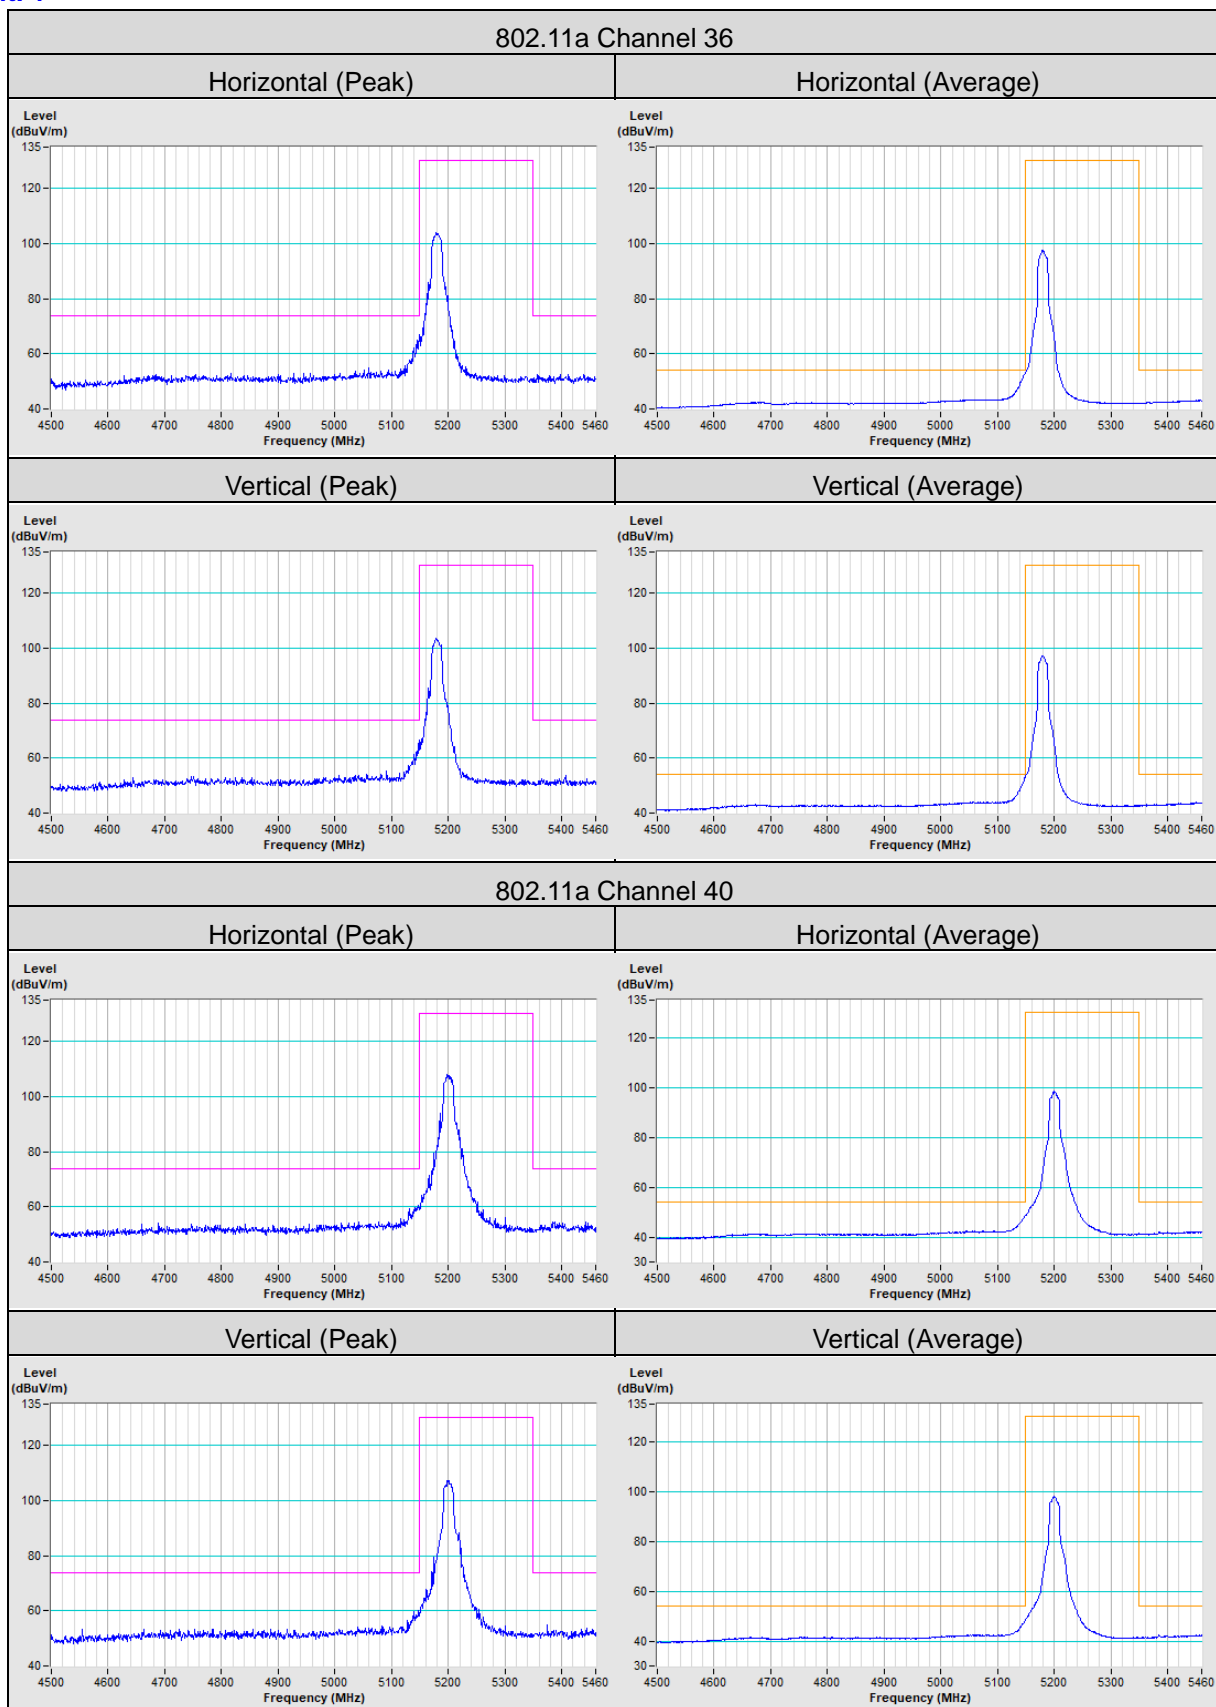 802.11a Channel 36
Horizontal (Peak) Horizontal (Average)
Level Level
(dBuV/m) (dBuV/m)
135 135
120 120
100 100
80 80
60 60
40 40
4500 4600 4700 4800 4900 5000 5100 5200 5300 5400 5460 4500 4600 4700 4800 4900 5000 5100 5200 5300 5400 5460
Frequency (MHz) Frequency (MHz)
Vertical (Peak) Vertical (Average)
Level Level
(dBuV/m) (dBuV/m)
135 135
120 120
100 100
80 80
60 60
40 40
4500 4600 4700 4800 4900 5000 5100 5200 5300 5400 5460 4500 4600 4700 4800 4900 5000 5100 5200 5300 5400 5460
Frequency (MHz) Frequency (MHz)
802.11a Channel 40
Horizontal (Peak) Horizontal (Average)
Level Level
(dBuV/m) (dBuV/m)
135 135
120 120
100 100
80 80
60 60
40 40
30
4500 4600 4700 4800 4900 5000 5100 5200 5300 5400 5460 4500 4600 4700 4800 4900 5000 5100 5200 5300 5400 5460
Frequency (MHz) Frequency (MHz)
Vertical (Peak) Vertical (Average)
Level Level
(dBuV/m) (dBuV/m)
135 135
120 120
100 100
80 80
60 60
40 40
30
4500 4600 4700 4800 4900 5000 5100 5200 5300 5400 5460 4500 4600 4700 4800 4900 5000 5100 5200 5300 5400 5460
Frequency (MHz) Frequency (MHz)